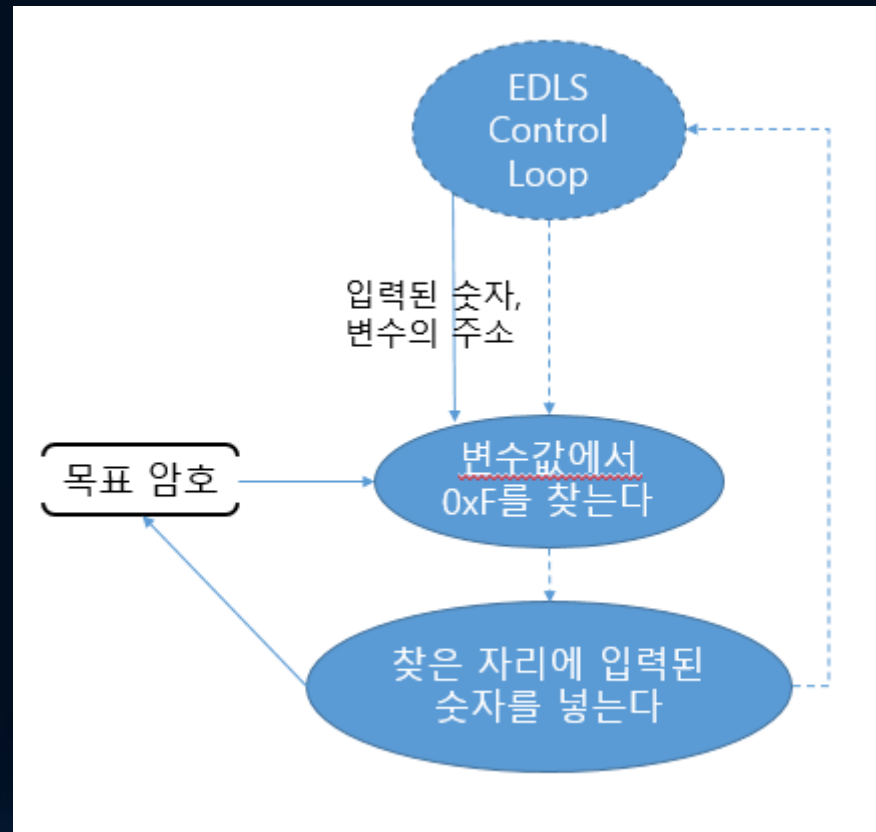 EDLS
Control
Loop
입력된 숫자,
변수의 주소
목표 암호
변수값에서
0xF를 찾는다
찾은 자리에 입력된
숫자를 넣는다